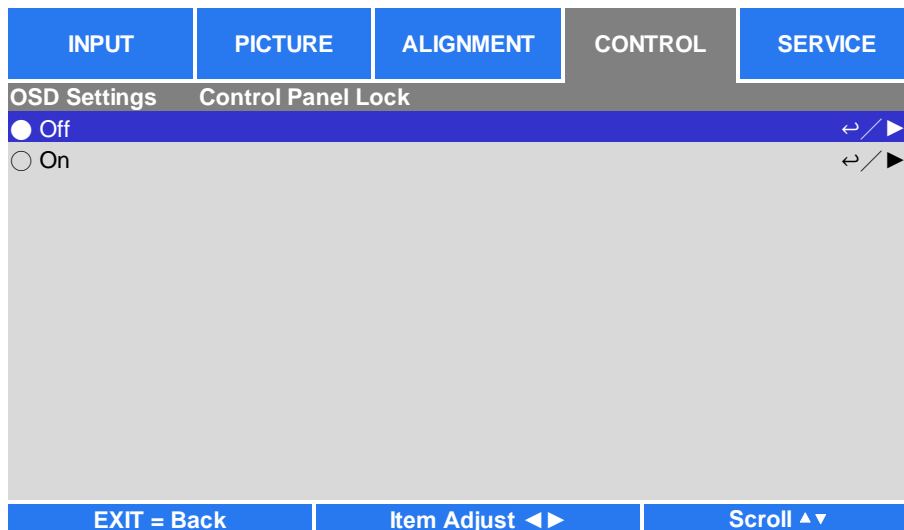 INPUT PICTURE ALIGNMENT CONTROL SERVICE
OSD Settings Control Panel Lock
● Off ↩／►
○ On ↩／►
EXIT = Back Item Adjust ◄► Scroll ▲▼